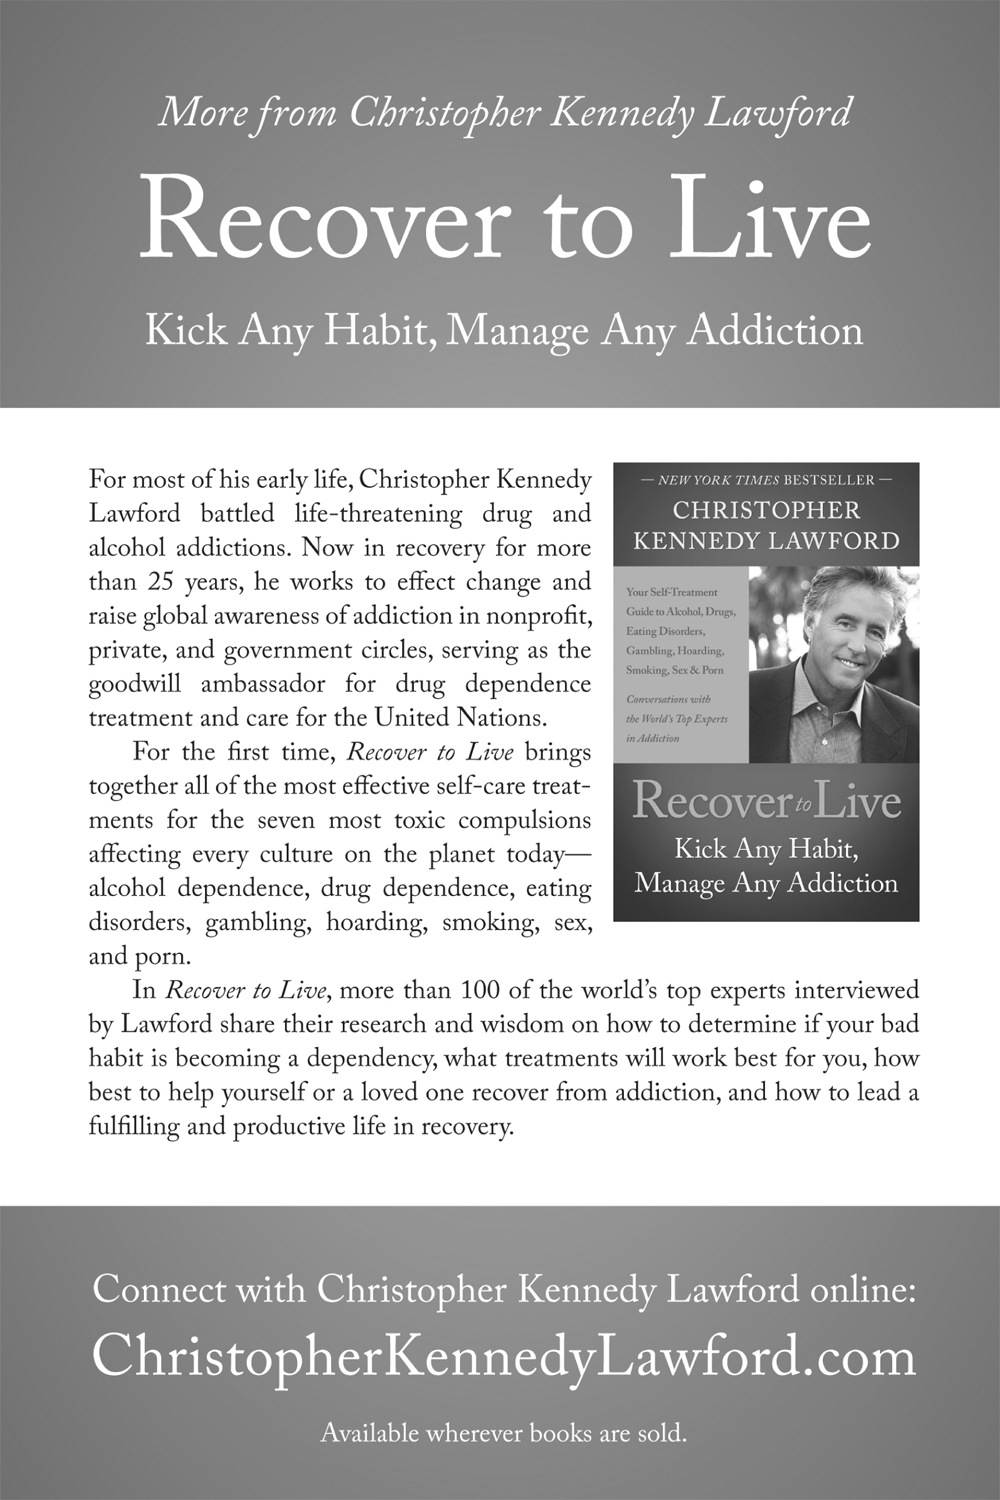 More from Christopher Kennedy Lawford
Recover to Live
Kick Any Habit, Manage Any Addiction
For most of his early life, Christopher Kennedy
Lawford battled life-threatening drug and
alcohol addictions. Now in recovery for more
than 25 years, he works to effect change and
raise global awareness of addiction in nonprofit,
private, and government circles, serving as the
goodwill ambassador for drug dependence
treatment and care for the United Nations.
For the first time, Recover to Live brings
together all of the most effective self-care treat-
ments for the seven most toxic compulsions
affecting every culture on the planet today—
alcohol dependence, drug dependence, eating
disorders, gambling, hoarding, smoking, sex,
and porn.
In Recover to Live, more than 100 of the world's top experts interviewed
by Lawford share their research and wisdom on how to determine if your bad
habit is becoming a dependency, what treatments will work best for you, how
best to help yourself or a loved one recover from addiction, and how to lead a
fulfilling and productive life in recovery.
— NEW YORK TIMES BESTSELLER —
CHRISTOPHER
KENNEDY LAWFORD
Your Self-Treatment
Guide to Alcohol, Drugs,
Eating Disorders,
Gambling, Hoarding,
Smoking, Sex & Porn
Conversations with
the World's Top Experts
in Addiction
Recover to Live
Kick Any Habit,
Manage Any Addiction
Connect with Christopher Kennedy Lawford online:
ChristopherKennedyLawford.com
Available wherever books are sold.